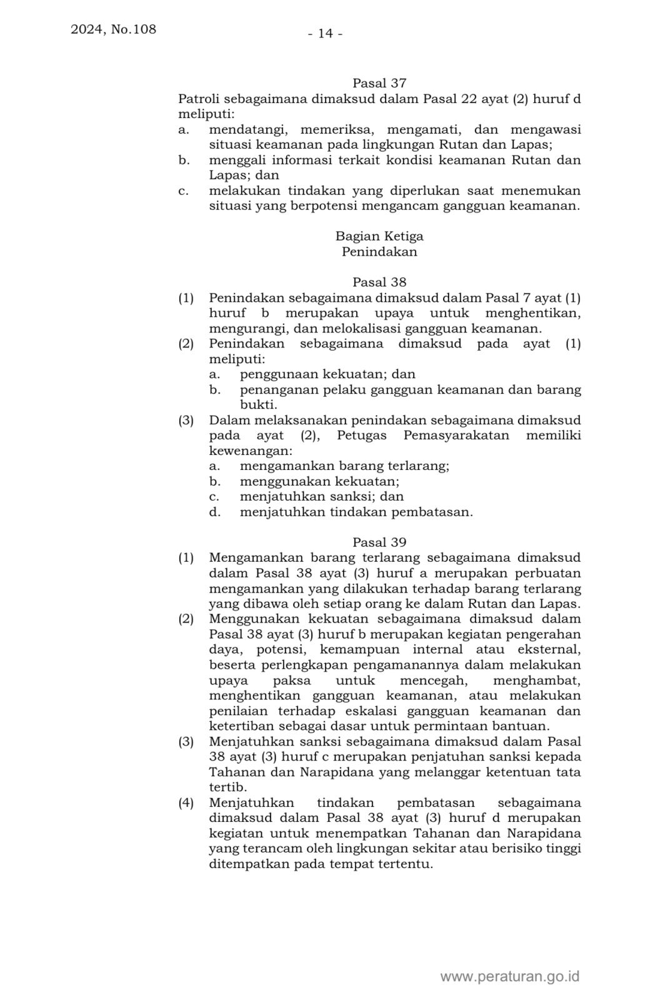 2024, No.108
- 14 -
Pasal 37
Patroli sebagaimana dimaksud dalam Pasal 22 ayat (2) huruf d
meliputi:
a. mendatangi, memeriksa, mengamati, dan mengawasi
situasi keamanan pada lingkungan Rutan dan Lapas;
b. menggali informasi terkait kondisi keamanan Rutan dan
Lapas; dan
c. melakukan tindakan yang diperlukan saat menemukan
situasi yang berpotensi mengancam gangguan keamanan.
Bagian Ketiga
Penindakan
Pasal 38
(1) Penindakan sebagaimana dimaksud dalam Pasal 7 ayat (1)
huruf b merupakan upaya untuk menghentikan,
mengurangi, dan melokalisasi gangguan keamanan.
(2) Penindakan sebagaimana dimaksud pada ayat (1)
meliputi:
a. penggunaan kekuatan; dan
b. penanganan pelaku gangguan keamanan dan barang
bukti.
(3) Dalam melaksanakan penindakan sebagaimana dimaksud
pada ayat (2), Petugas Pemasyarakatan memiliki
kewenangan:
a. mengamankan barang terlarang;
b. menggunakan kekuatan;
c. menjatuhkan sanksi; dan
d. menjatuhkan tindakan pembatasan.
Pasal 39
(1) Mengamankan barang terlarang sebagaimana dimaksud
dalam Pasal 38 ayat (3) huruf a merupakan perbuatan
mengamankan yang dilakukan terhadap barang terlarang
yang dibawa oleh setiap orang ke dalam Rutan dan Lapas.
(2) Menggunakan kekuatan sebagaimana dimaksud dalam
Pasal 38 ayat (3) huruf b merupakan kegiatan pengerahan
daya, potensi, kemampuan internal atau eksternal,
beserta perlengkapan pengamanannya dalam melakukan
upaya paksa untuk mencegah, menghambat,
menghentikan gangguan keamanan, atau melakukan
penilaian terhadap eskalasi gangguan keamanan dan
ketertiban sebagai dasar untuk permintaan bantuan.
(3) Menjatuhkan sanksi sebagaimana dimaksud dalam Pasal
38 ayat (3) huruf c merupakan penjatuhan sanksi kepada
Tahanan dan Narapidana yang melanggar ketentuan tata
tertib.
(4) Menjatuhkan tindakan pembatasan sebagaimana
dimaksud dalam Pasal 38 ayat (3) huruf d merupakan
kegiatan untuk menempatkan Tahanan dan Narapidana
yang terancam oleh lingkungan sekitar atau berisiko tinggi
ditempatkan pada tempat tertentu.
www.peraturan.go.id